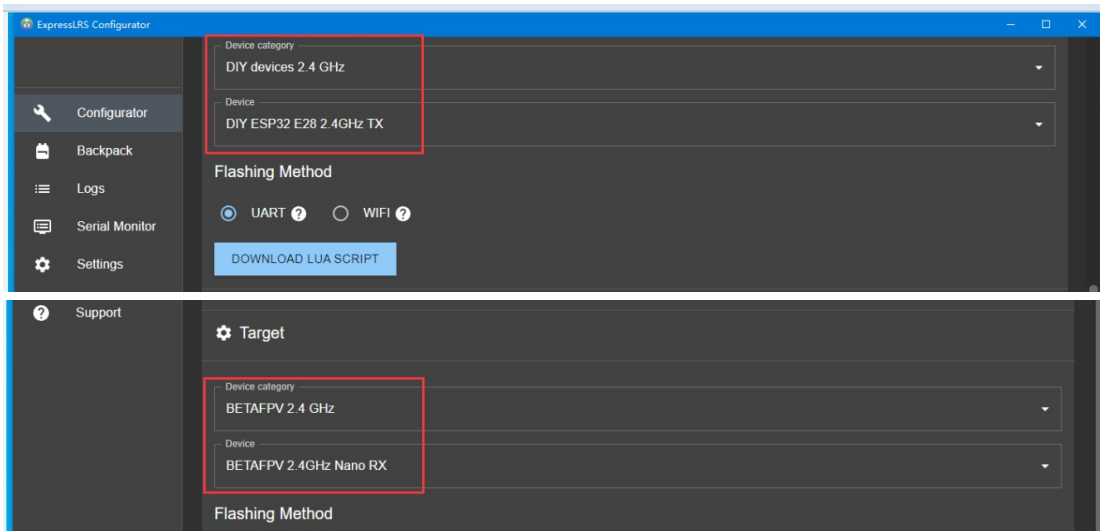 ExpressLRS Configurator
Device category
DIY devices 2.4 GHz
Device
DIY ESP32 E28 2.4GHz TX
Configurator
Backpack
Flashing Method
Logs
UART ? WIFI ?
Serial Monitor
DOWNLOAD LUA SCRIPT
Settings
Support
Target
Device category
BETAFPV 2.4 GHz
Device
BETAFPV 2.4GHz Nano RX
Flashing Method